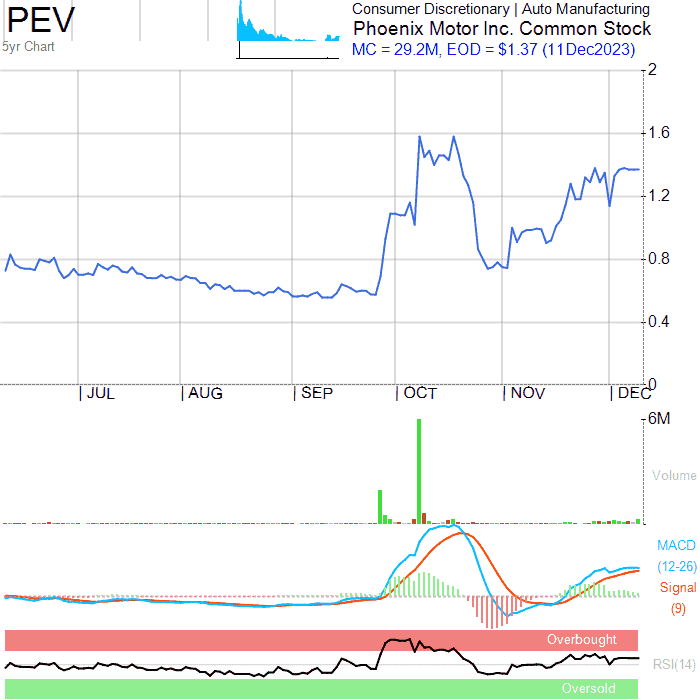 PEV
5yr Chart
Consumer Discretionary | Auto Manufacturing
Phoenix Motor Inc. Common Stock
MC = 29.2M, EOD = $1.37 (11Dec2023)
2
1.6
1.2
0.8
0.4
0
| JUL | AUG | SEP | OCT | NOV | DEC
6M
Volume
MACD
(12-26)
Signal
(9)
Overbought
RSI(14)
Oversold